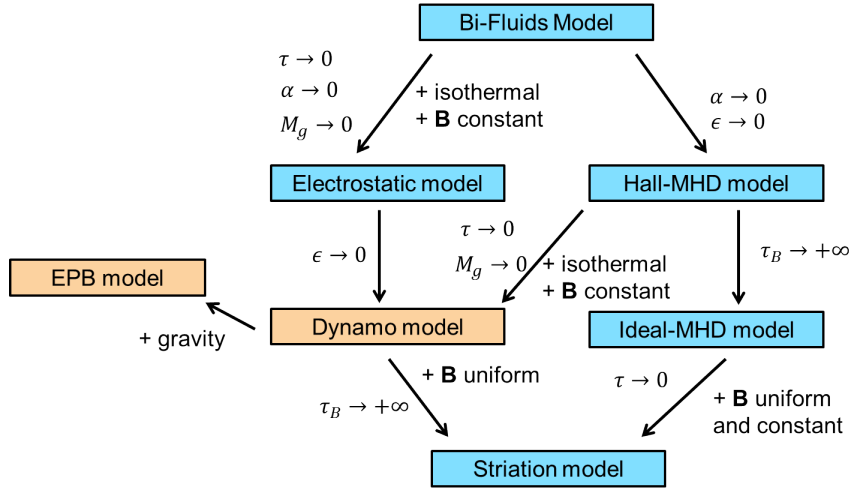 Bi-Fluids Model
τ → 0
α → 0
M_g → 0
+ isothermal
+ B constant
α → 0
ϵ → 0
Electrostatic model
Hall-MHD model
ϵ → 0
τ → 0
M_g → 0
+ isothermal
+ B constant
τ_B → +∞
EPB model
+ gravity
Dynamo model
Ideal-MHD model
+ B uniform
τ_B → +∞
τ → 0
+ B uniform
and constant
Striation model